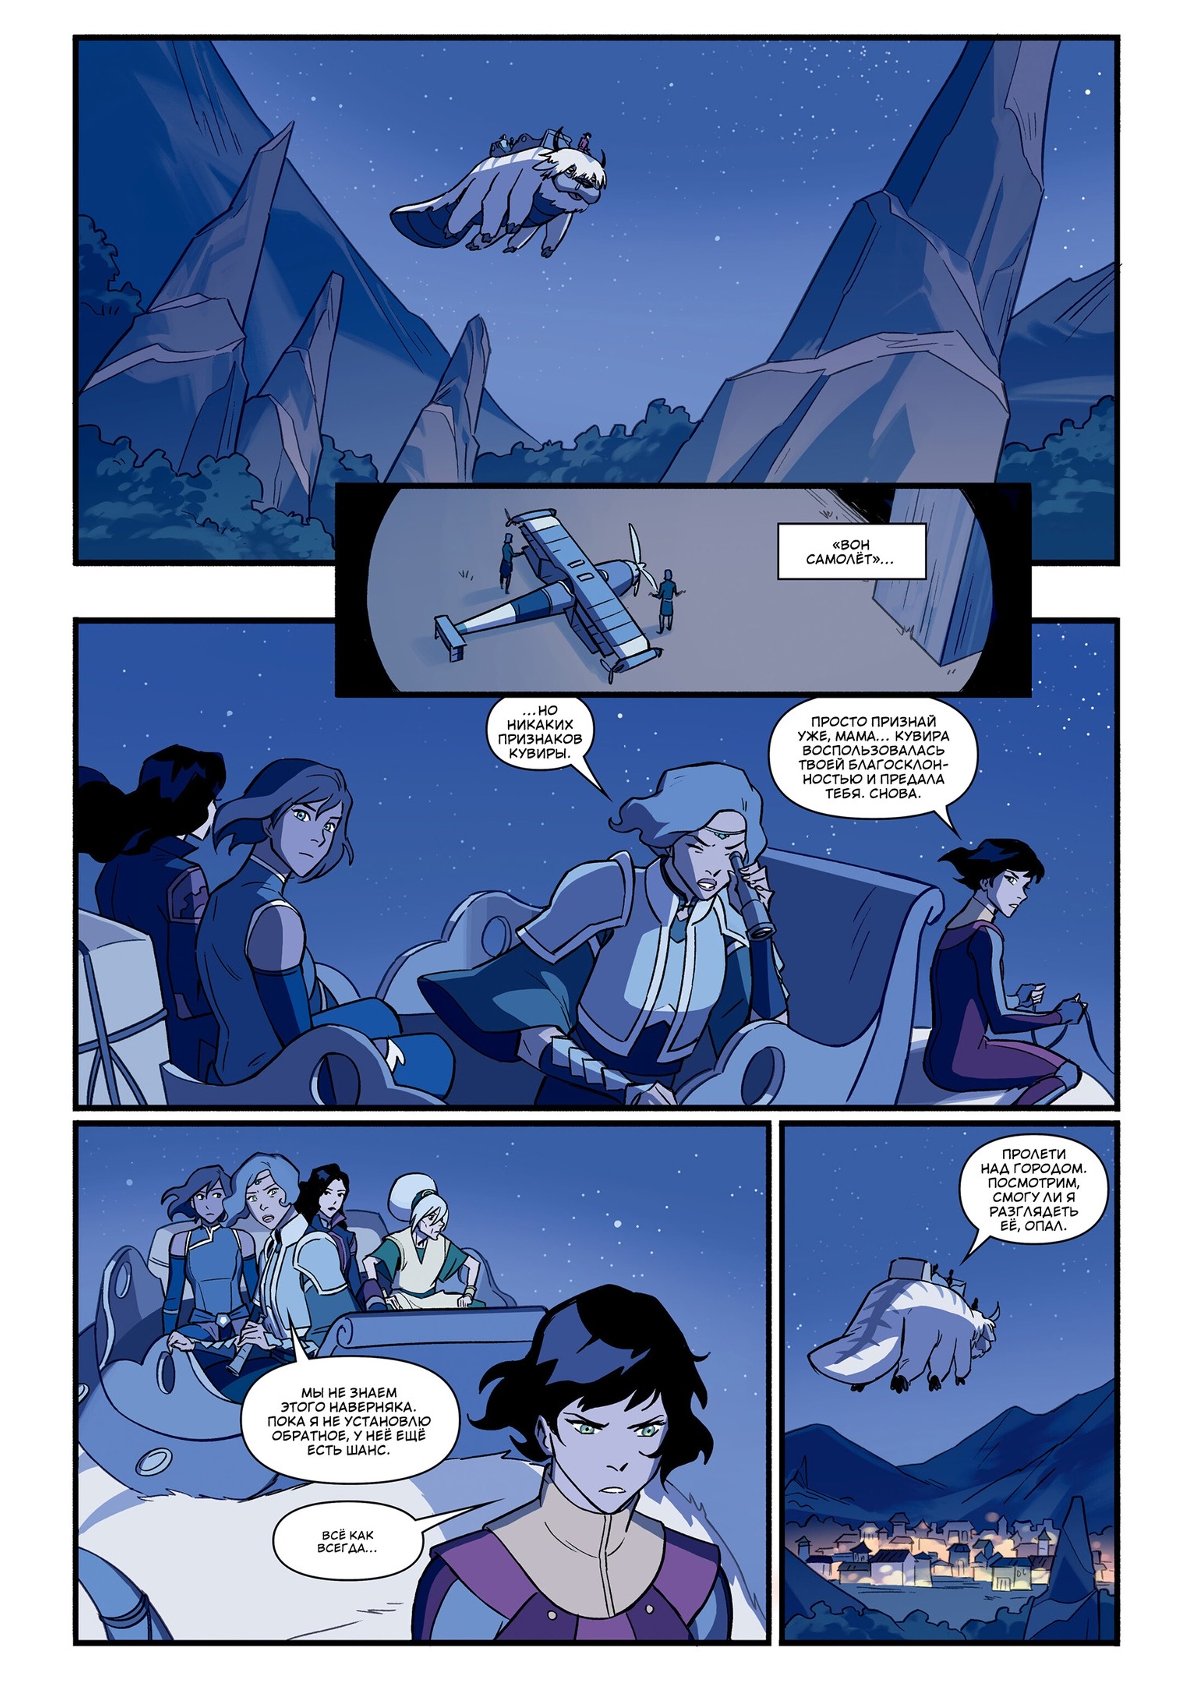 «ВОН
САМОЛЁТ»...
...НО
НИКАКИХ
ПРИЗНАКОВ
КУВИРЫ.
ПРОСТО ПРИЗНАЙ
УЖЕ, МАМА... КУВИРА
ВОСПОЛЬЗОВАЛАСЬ
ТВОЕЙ БЛАГОСКЛОН-
НОСТЬЮ И ПРЕДАЛА
ТЕБЯ. СНОВА.
МЫ НЕ ЗНАЕМ
ЭТОГО НАВЕРНЯКА.
ПОКА Я НЕ УСТАНОВЛЮ
ОБРАТНОЕ, У НЕЁ ЕЩЁ
ЕСТЬ ШАНС.
ВСЁ КАК
ВСЕГДА...
ПРОЛЕТИ
НАД ГОРОДОМ.
ПОСМОТРИМ,
СМОГУ ЛИ Я
РАЗГЛЯДЕТЬ
ЕЁ, ОПАЛ.